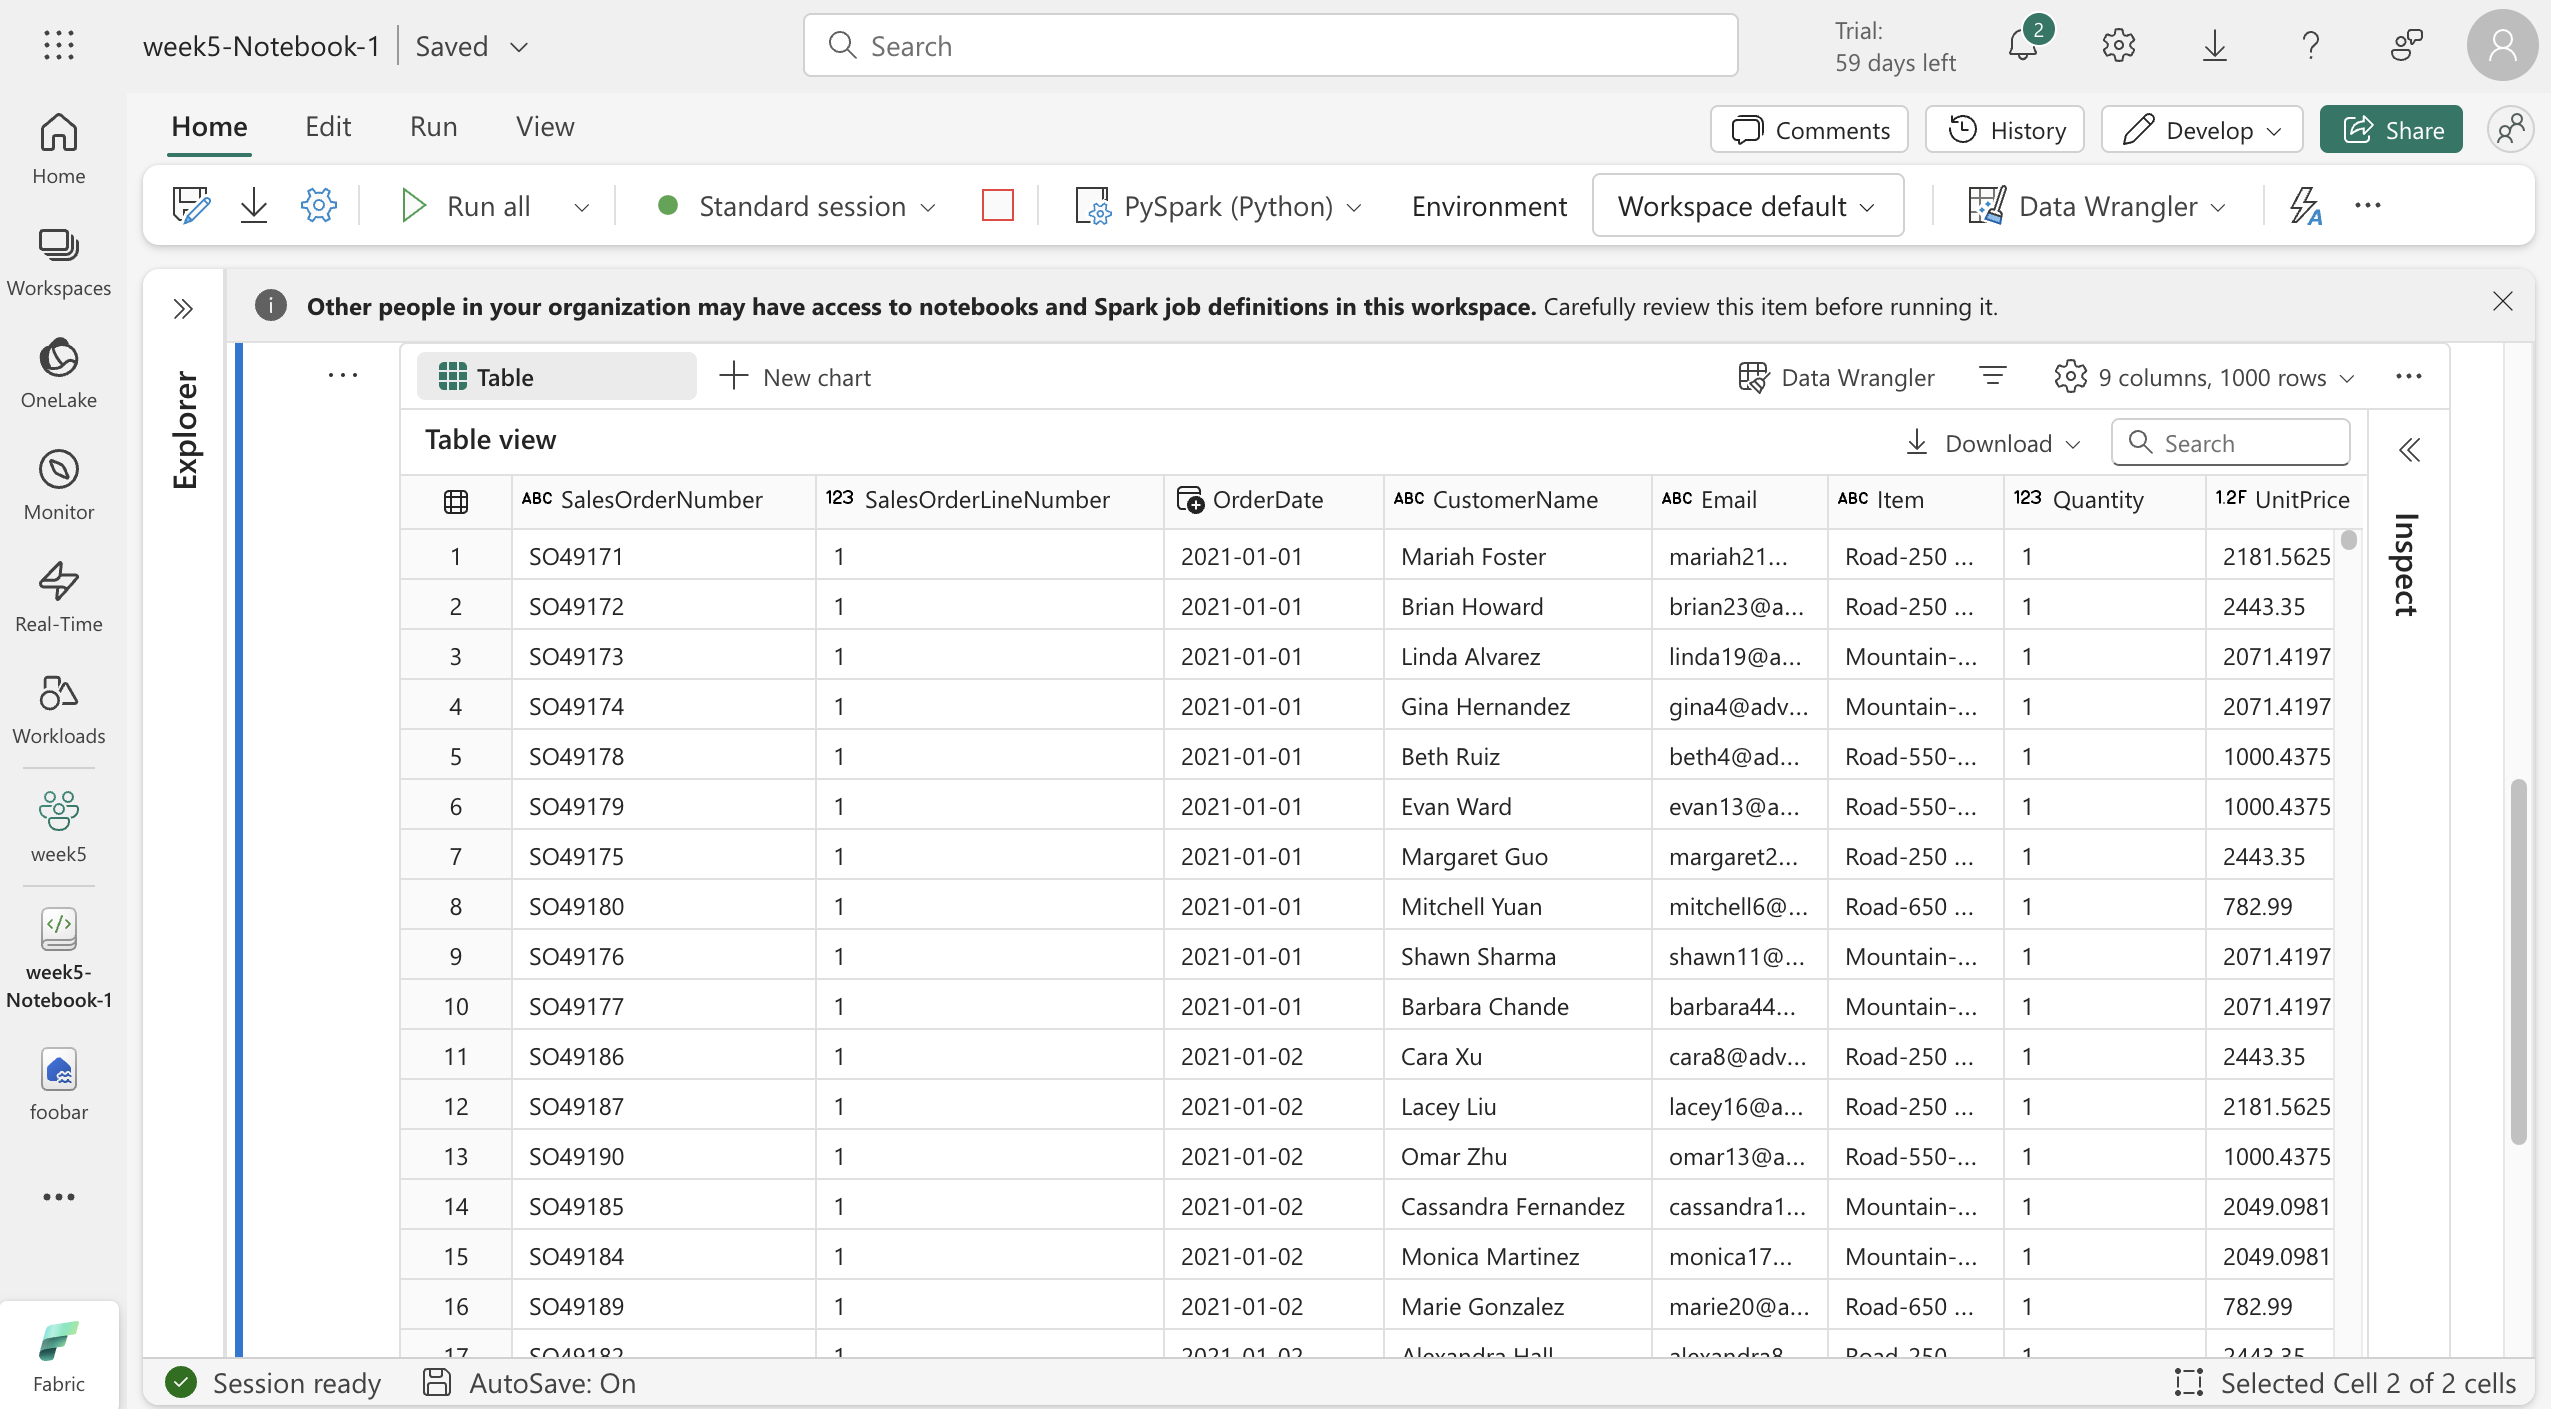 week5-Notebook-1 | Saved
Search
Trial:
59 days left
2
Home
Workspaces
OneLake
Monitor
Real-Time
Workloads
week5
week5-
Notebook-1
foobar
Fabric
Home Edit Run View
Comments History Develop Share
Run all Standard session PySpark (Python) Environment Workspace default Data Wrangler
Explorer
Other people in your organization may have access to notebooks and Spark job definitions in this workspace. Carefully review this item before running it.
Table New chart Data Wrangler 9 columns, 1000 rows
Table view Download Search
Inspect
ABC SalesOrderNumber 123 SalesOrderLineNumber OrderDate ABC CustomerName ABC Email ABC Item 123 Quantity 1.2F UnitPrice
1 SO49171 1 2021-01-01 Mariah Foster mariah21... Road-250 ... 1 2181.5625
2 SO49172 1 2021-01-01 Brian Howard brian23@a... Road-250 ... 1 2443.35
3 SO49173 1 2021-01-01 Linda Alvarez linda19@a... Mountain-... 1 2071.4197
4 SO49174 1 2021-01-01 Gina Hernandez gina4@adv... Mountain-... 1 2071.4197
5 SO49178 1 2021-01-01 Beth Ruiz beth4@ad... Road-550-... 1 1000.4375
6 SO49179 1 2021-01-01 Evan Ward evan13@a... Road-550-... 1 1000.4375
7 SO49175 1 2021-01-01 Margaret Guo margaret2... Road-250 ... 1 2443.35
8 SO49180 1 2021-01-01 Mitchell Yuan mitchell6@... Road-650 ... 1 782.99
9 SO49176 1 2021-01-01 Shawn Sharma shawn11@... Mountain-... 1 2071.4197
10 SO49177 1 2021-01-01 Barbara Chande barbara44... Mountain-... 1 2071.4197
11 SO49186 1 2021-01-02 Cara Xu cara8@adv... Road-250 ... 1 2443.35
12 SO49187 1 2021-01-02 Lacey Liu lacey16@a... Road-250 ... 1 2181.5625
13 SO49190 1 2021-01-02 Omar Zhu omar13@a... Road-550-... 1 1000.4375
14 SO49185 1 2021-01-02 Cassandra Fernandez cassandra1... Mountain-... 1 2049.0981
15 SO49184 1 2021-01-02 Monica Martinez monica17... Mountain-... 1 2049.0981
16 SO49189 1 2021-01-02 Marie Gonzalez marie20@a... Road-650 ... 1 782.99
17 SO49182 1 2021-01-02 Alexandra Hall alexandra8 Road-250 1 2443.35
Session ready AutoSave: On Selected Cell 2 of 2 cells